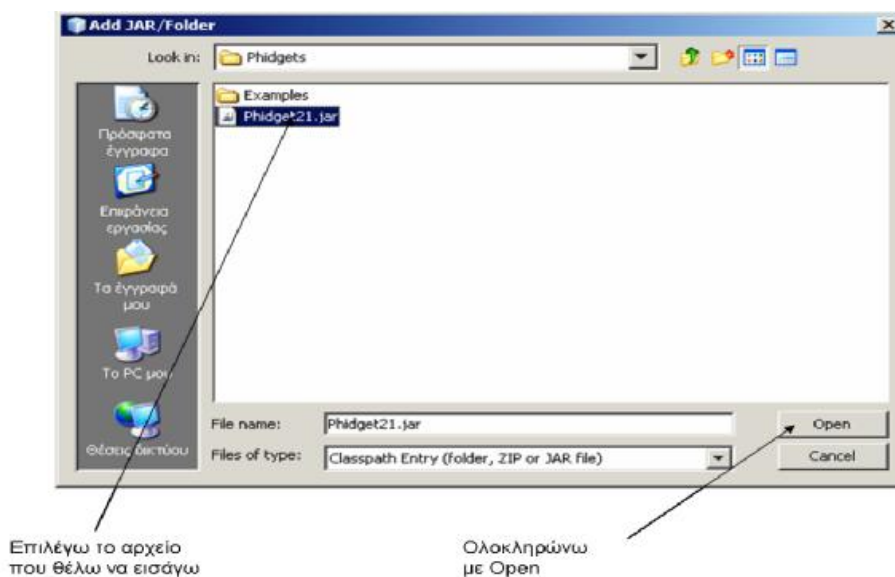 Add JAR/Folder
Look in:
Phidgets
Examples
Phidget21.jar
Πρόσφατα
έγγραφα
Επιφάνεια
εργασίας
Τα έγγραφά
μου
Το PC μου
Θέσεις δικτύου
File name:
Phidget21.jar
Open
Files of type:
Classpath Entry (folder, ZIP or JAR file)
Cancel
Επιλέγω το αρχείο
που θέλω να εισάγω
Ολοκληρώνω
με Open